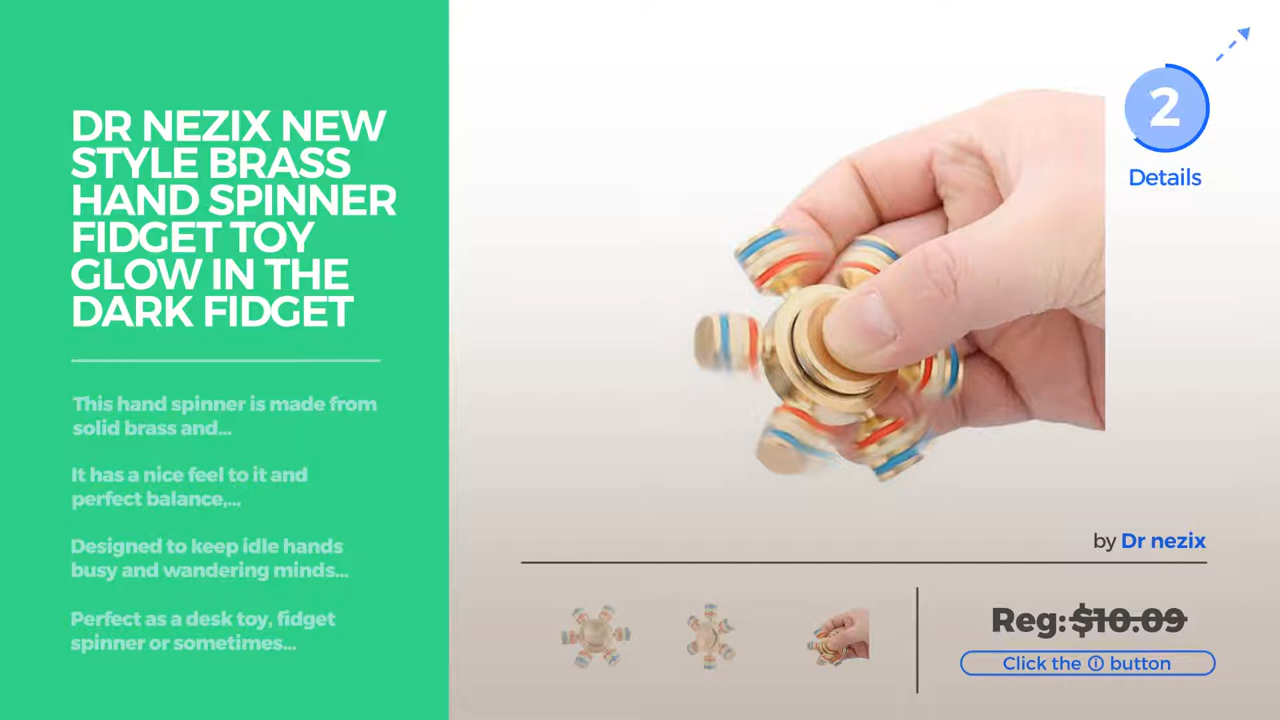 DR NEZIX NEW
STYLE BRASS
HAND SPINNER
FIDGET TOY
GLOW IN THE
DARK FIDGET
This hand spinner is made from
solid brass and...
It has a nice feel to it and
perfect balance,...
Designed to keep idle hands
busy and wandering minds...
Perfect as a desk toy, fidget
spinner or sometimes...
2
Details
by Dr nezix
Reg: $10.09
Click the ⓘ button